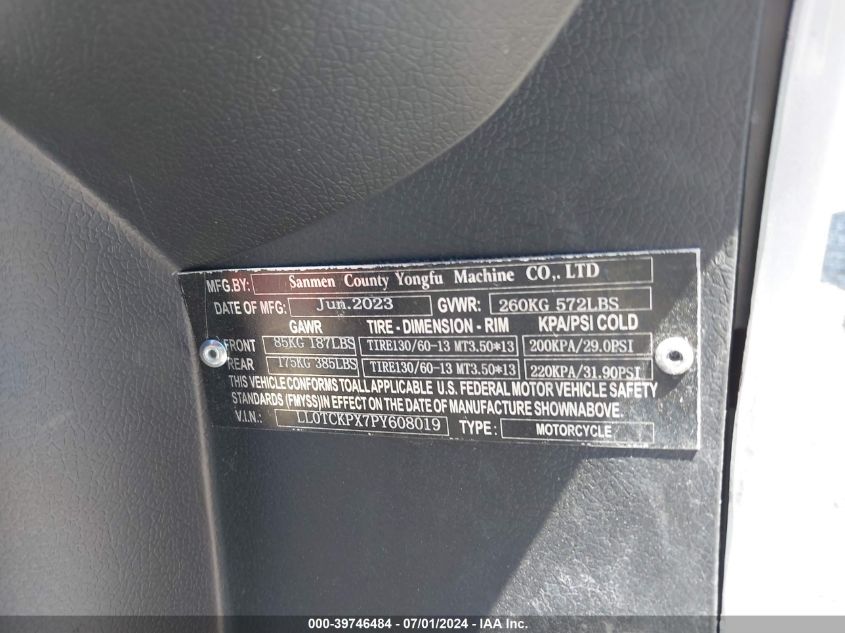 MFG.BY: Sanmen County Yongfu Machine CO,. LTD
DATE OF MFG: Jun.2023 GVWR: 260KG 572LBS
GAWR TIRE - DIMENSION - RIM KPA/PSI COLD
FRONT 85KG 187LBS TIRE130/60-13 MT3.50*13 200KPA/29.0PSI
REAR 175KG 385LBS TIRE130/60-13 MT3.50*13 220KPA/31.90PSI
THIS VEHICLE CONFORMS TOALL APPLICABLE U.S. FEDERAL MOTOR VEHICLE SAFETY
STANDARDS (FMYSS)IN EFFECT ON THE DATE OF MANUFACTURE SHOWNABOVE.
V.I.N.: LL0TCKPX7PY608019 TYPE: MOTORCYCLE
000-39746484 - 07/01/2024 - IAA Inc.